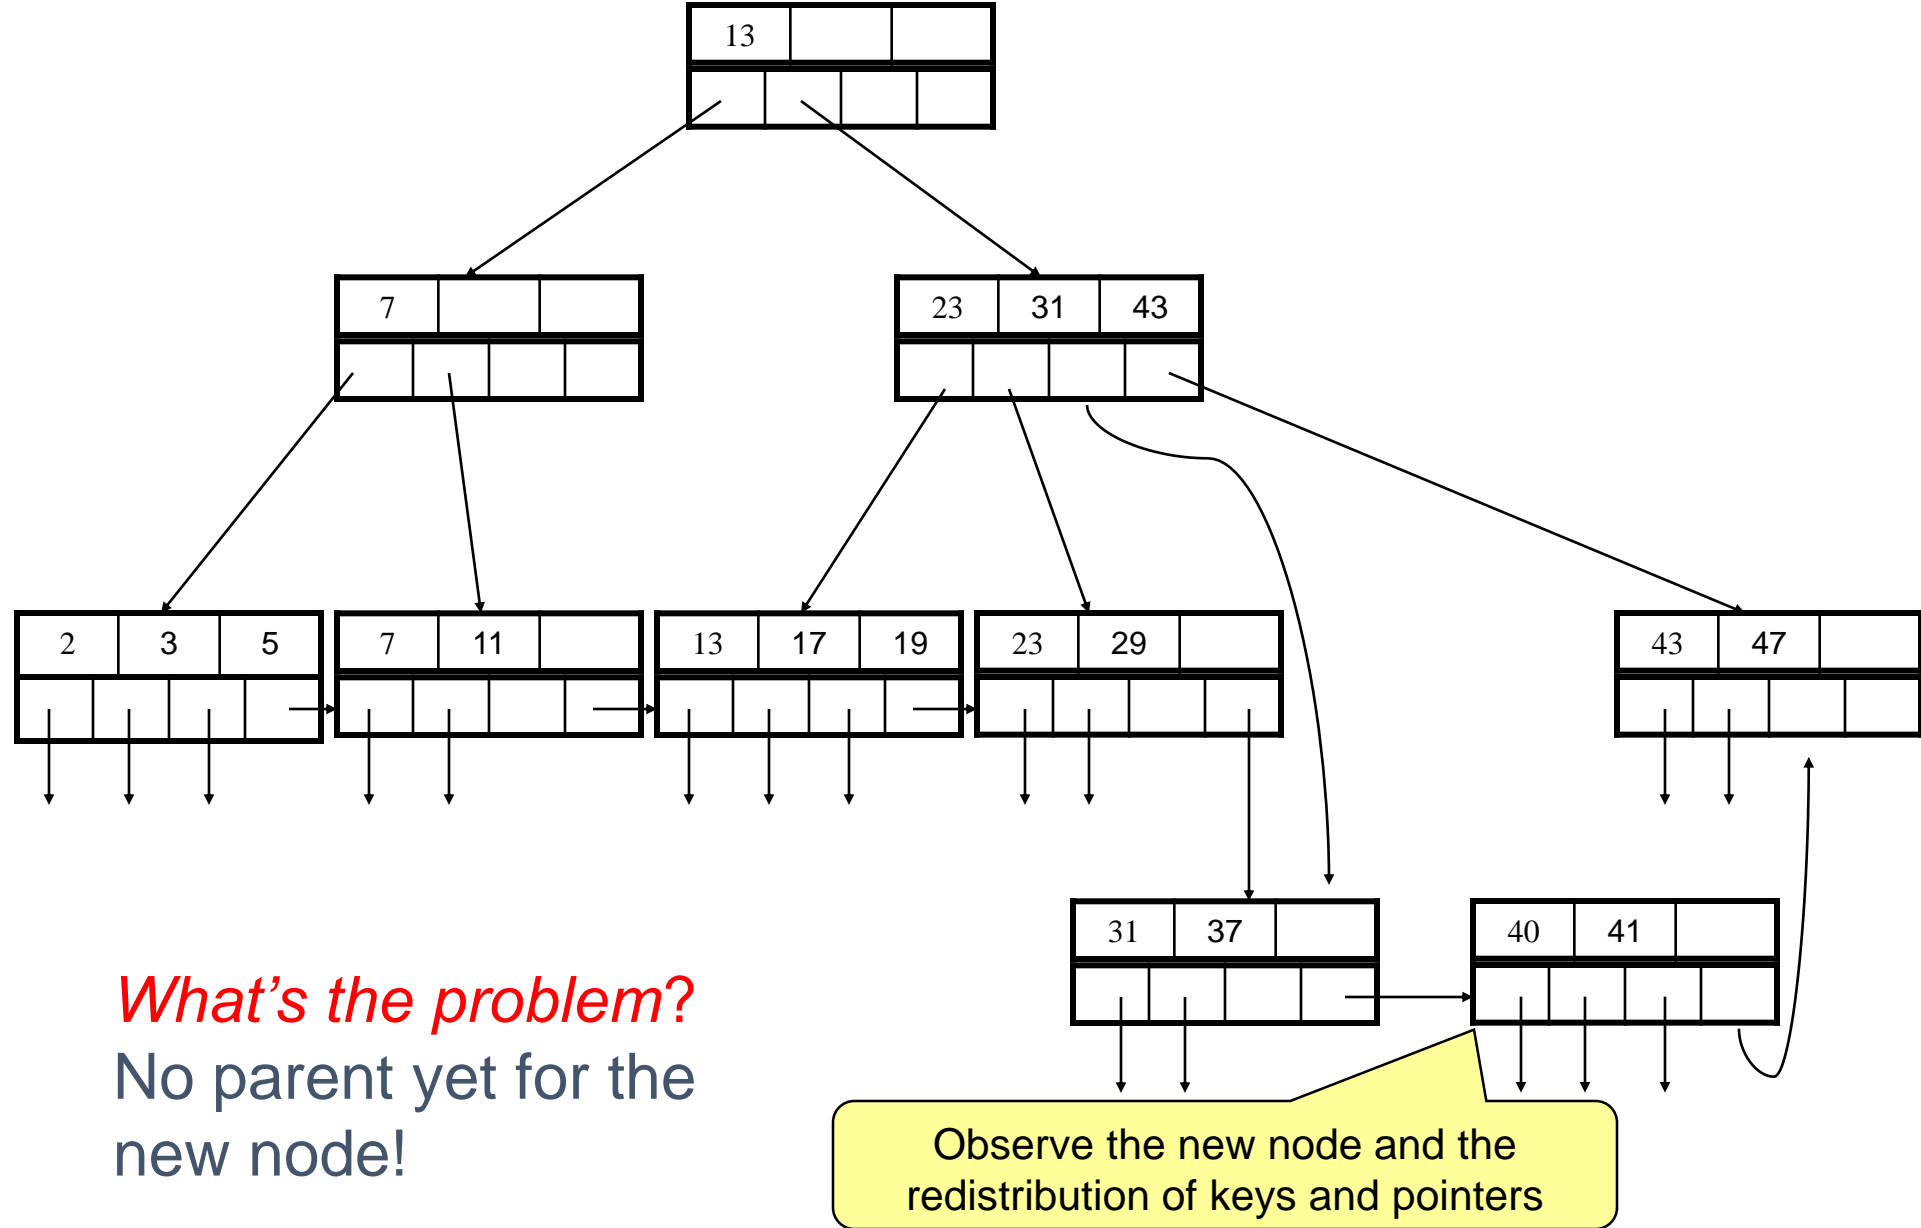 13
7
23 31 43
2 3 5 7 11 13 17 19 23 29 43 47
31 37 40 41
What's the problem?
No parent yet for the
new node!
Observe the new node and the
redistribution of keys and pointers